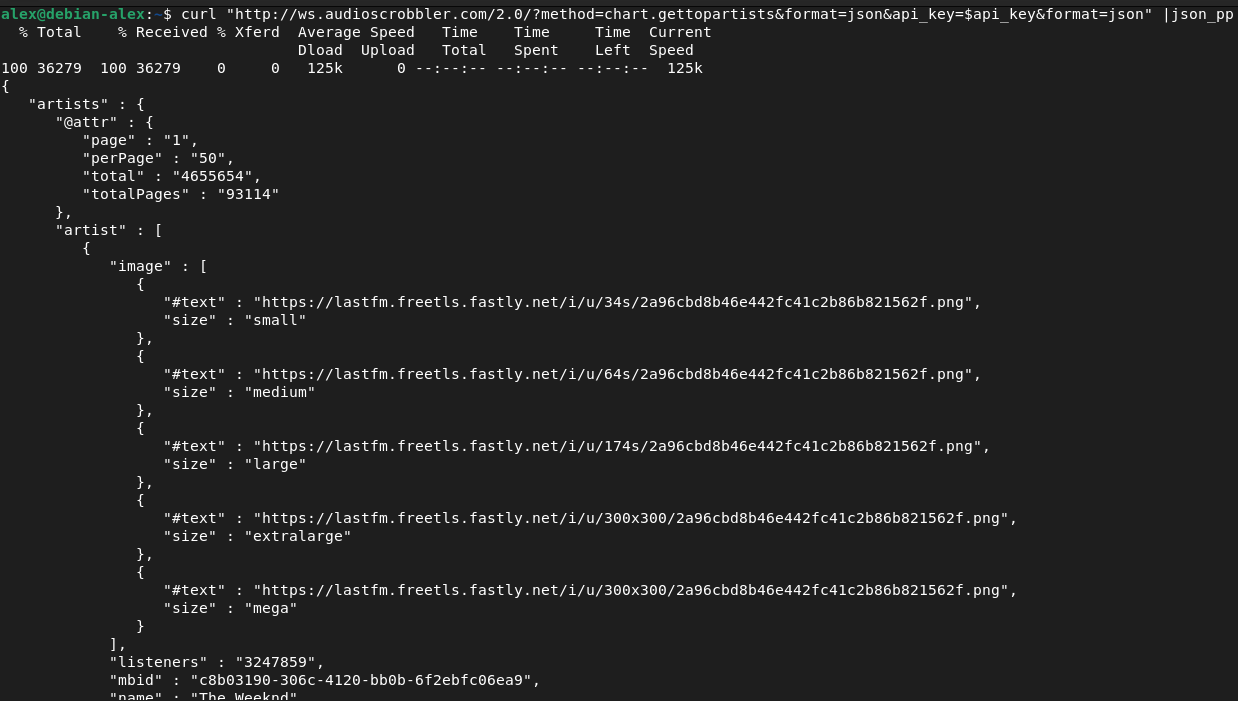 alex@debian-alex:~$ curl "http://ws.audioscrobbler.com/2.0/?method=chart.gettopartists&format=json&api_key=$api_key&format=json" |json_pp
  % Total    % Received % Xferd  Average Speed   Time    Time     Time  Current
                                 Dload  Upload   Total   Spent    Left  Speed
100 36279  100 36279    0     0   125k      0 --:--:-- --:--:-- --:--:--  125k
{
   "artists" : {
      "@attr" : {
         "page" : "1",
         "perPage" : "50",
         "total" : "4655654",
         "totalPages" : "93114"
      },
      "artist" : [
         {
            "image" : [
               {
                  "#text" : "https://lastfm.freetls.fastly.net/i/u/34s/2a96cbd8b46e442fc41c2b86b821562f.png",
                  "size" : "small"
               },
               {
                  "#text" : "https://lastfm.freetls.fastly.net/i/u/64s/2a96cbd8b46e442fc41c2b86b821562f.png",
                  "size" : "medium"
               },
               {
                  "#text" : "https://lastfm.freetls.fastly.net/i/u/174s/2a96cbd8b46e442fc41c2b86b821562f.png",
                  "size" : "large"
               },
               {
                  "#text" : "https://lastfm.freetls.fastly.net/i/u/300x300/2a96cbd8b46e442fc41c2b86b821562f.png",
                  "size" : "extralarge"
               },
               {
                  "#text" : "https://lastfm.freetls.fastly.net/i/u/300x300/2a96cbd8b46e442fc41c2b86b821562f.png",
                  "size" : "mega"
               }
            ],
            "listeners" : "3247859",
            "mbid" : "c8b03190-306c-4120-bb0b-6f2ebfc06ea9",
            "name" : "The Weeknd"